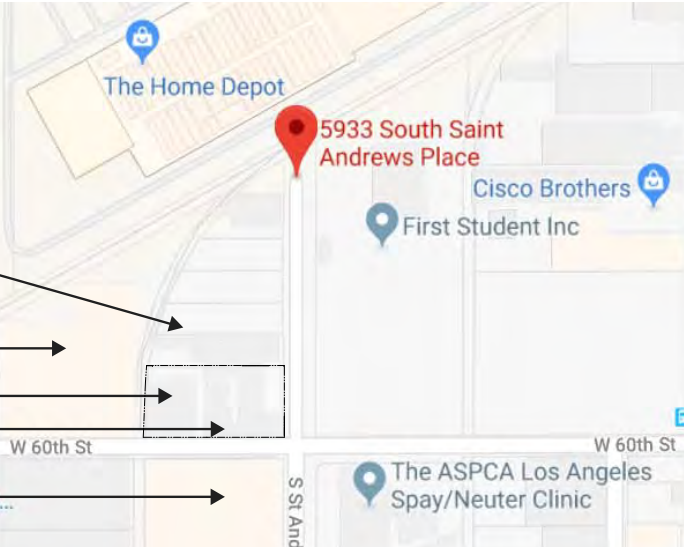 The Home Depot
5933 South Saint
Andrews Place
Cisco Brothers
First Student Inc
W 60th St
W 60th St
The ASPCA Los Angeles
Spay/Neuter Clinic
S St And
...